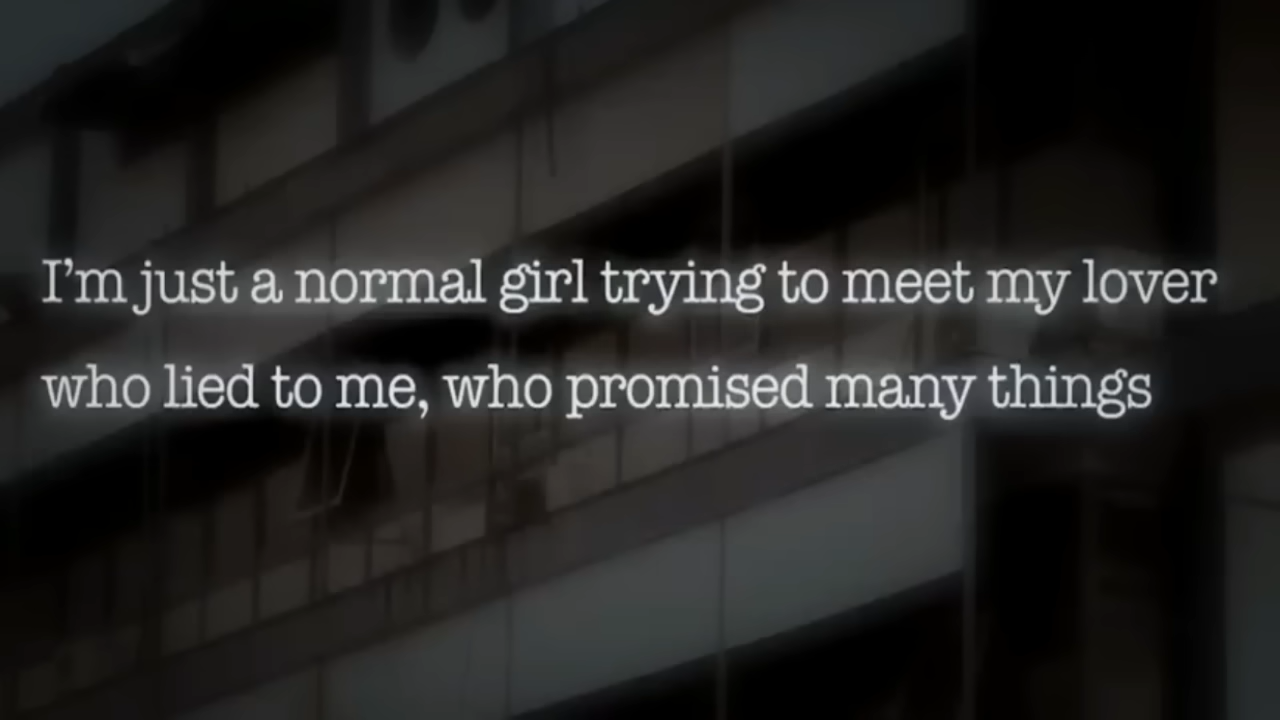 I’m just a normal girl trying to meet my lover
who lied to me, who promised many things